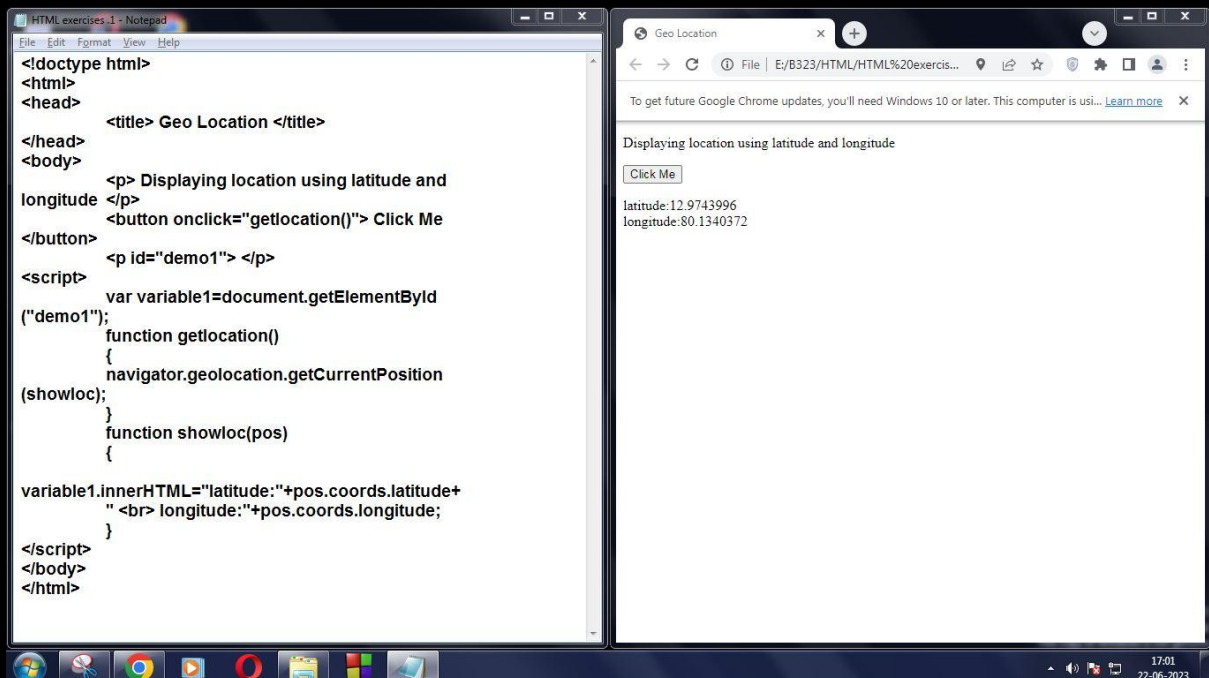 HTML exercises .1 - Notepad
File Edit Format View Help
<!doctype html>
<html>
<head>
<title> Geo Location </title>
</head>
<body>
<p> Displaying location using latitude and
longitude </p>
<button onclick="getlocation()"> Click Me
</button>
<p id="demo1"> </p>
<script>
var variable1=document.getElementById
("demo1");
function getlocation()
{
navigator.geolocation.getCurrentPosition
(showloc);
}
function showloc(pos)
{
variable1.innerHTML="latitude:"+pos.coords.latitude+
" <br> longitude:"+pos.coords.longitude;
}
</script>
</body>
</html>
Geo Location
File | E:/B323/HTML/HTML%20exercis...
To get future Google Chrome updates, you'll need Windows 10 or later. This computer is usi... Learn more
Displaying location using latitude and longitude
Click Me
latitude:12.9743996
longitude:80.1340372
17:01
22-06-2023